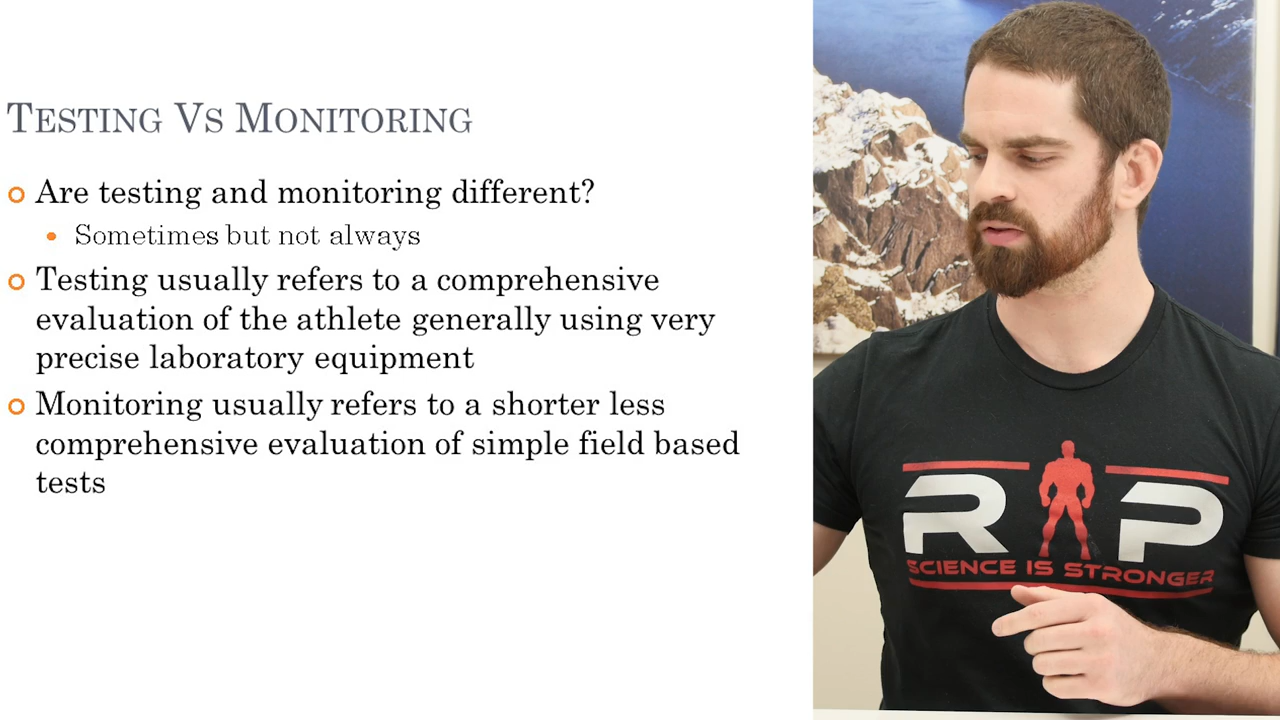 Testing Vs Monitoring
Are testing and monitoring different?
Sometimes but not always
Testing usually refers to a comprehensive
evaluation of the athlete generally using very
precise laboratory equipment
Monitoring usually refers to a shorter less
comprehensive evaluation of simple field based
tests
R P
SCIENCE IS STRONGER